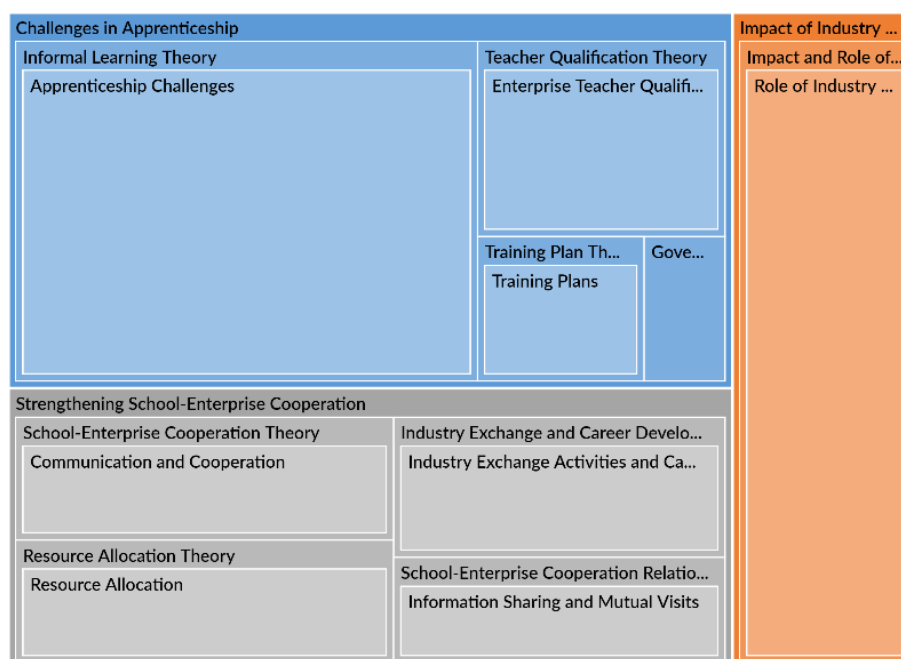 Challenges in Apprenticeship
Informal Learning Theory
Apprenticeship Challenges
Teacher Qualification Theory
Enterprise Teacher Qualifi...
Training Plan Th...
Training Plans
Gove...
Impact of Industry ...
Impact and Role of...
Role of Industry ...
Strengthening School-Enterprise Cooperation
School-Enterprise Cooperation Theory
Communication and Cooperation
Resource Allocation Theory
Resource Allocation
Industry Exchange and Career Develo...
Industry Exchange Activities and Ca...
School-Enterprise Cooperation Relatio...
Information Sharing and Mutual Visits